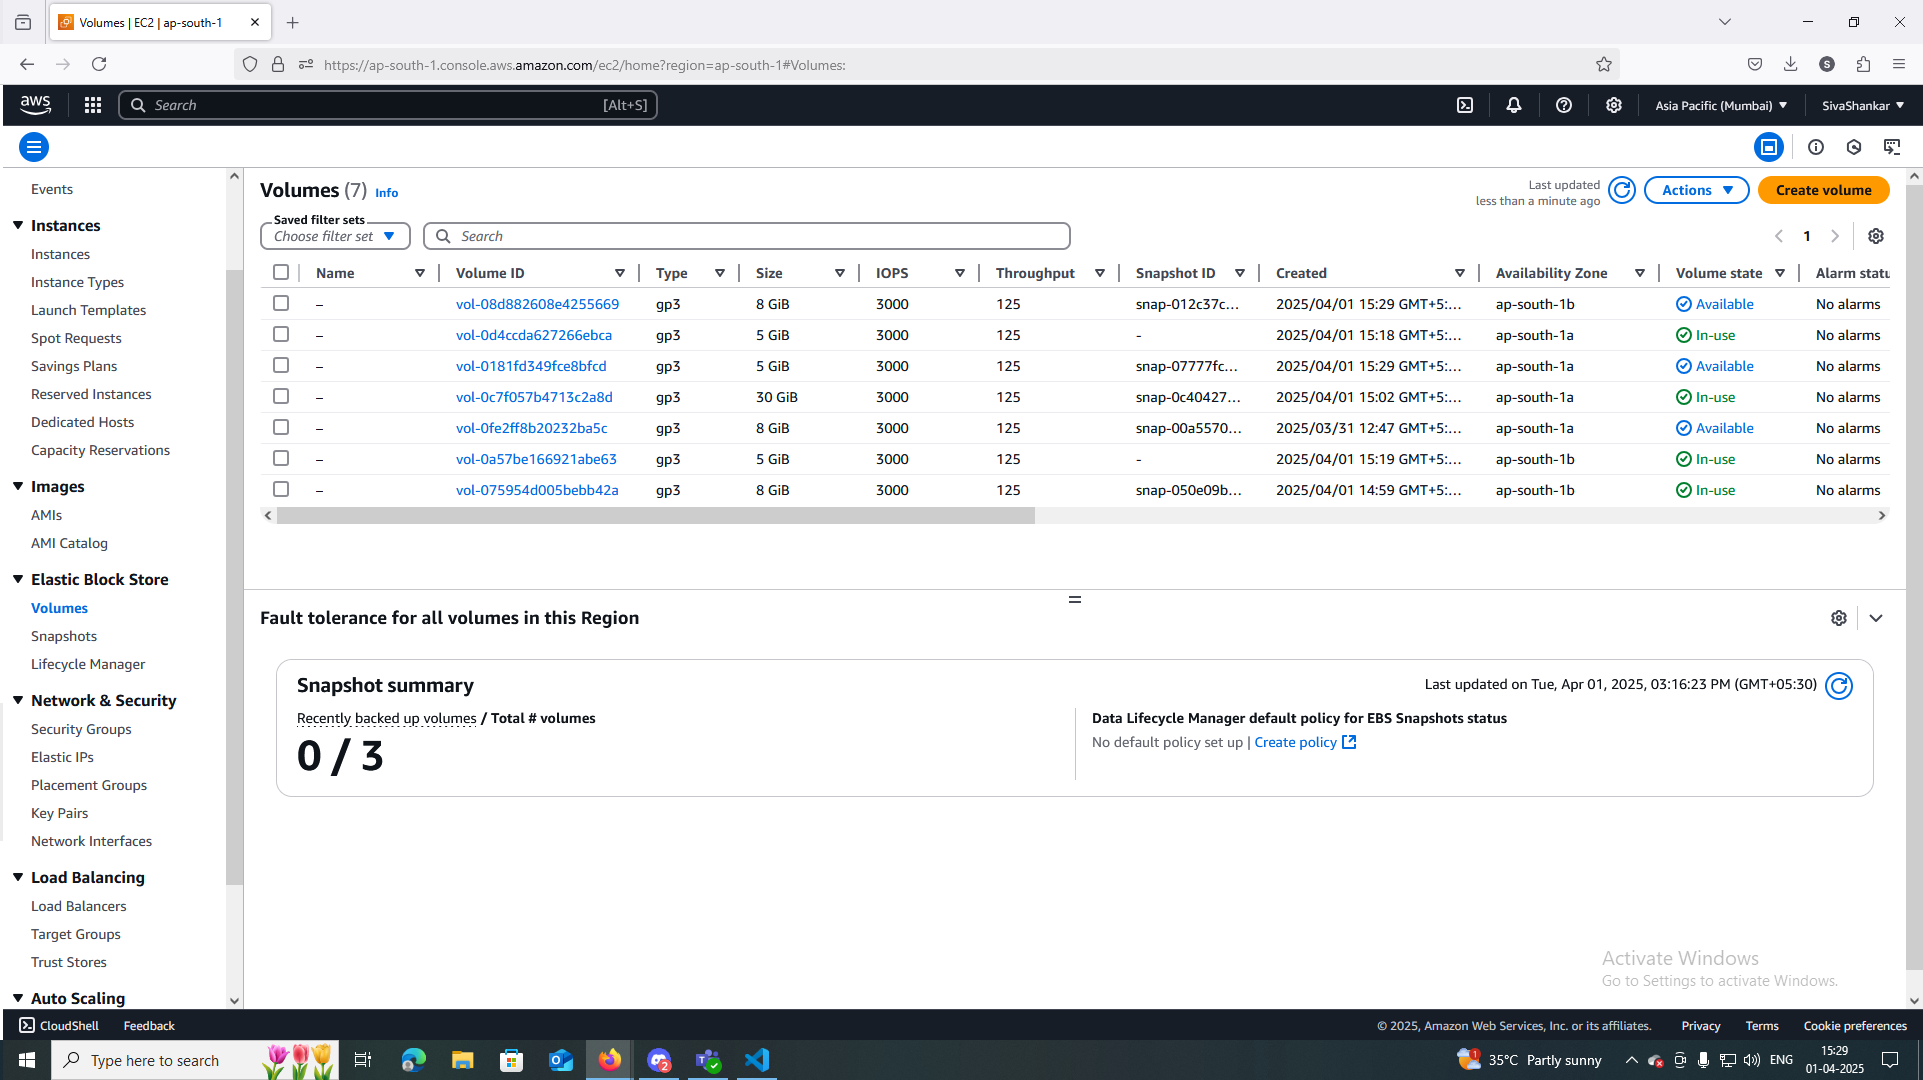 Volumes | EC2 | ap-south-1
https://ap-south-1.console.aws.amazon.com/ec2/home?region=ap-south-1#Volumes:
S
aws
Search
[Alt+S]
Asia Pacific (Mumbai)
SivaShankar
Events
Instances
Instances
Instance Types
Launch Templates
Spot Requests
Savings Plans
Reserved Instances
Dedicated Hosts
Capacity Reservations
Images
AMIs
AMI Catalog
Elastic Block Store
Volumes
Snapshots
Lifecycle Manager
Network & Security
Security Groups
Elastic IPs
Placement Groups
Key Pairs
Network Interfaces
Load Balancing
Load Balancers
Target Groups
Trust Stores
Auto Scaling
Volumes (7) Info
Last updated
less than a minute ago
Actions
Create volume
Saved filter sets
Choose filter set
Search
1
Name Volume ID Type Size IOPS Throughput Snapshot ID Created Availability Zone Volume state Alarm statu
– vol-08d882608e4255669 gp3 8 GiB 3000 125 snap-012c37c... 2025/04/01 15:29 GMT+5:... ap-south-1b Available No alarms
– vol-0d4ccda627266ebca gp3 5 GiB 3000 125 - 2025/04/01 15:18 GMT+5:... ap-south-1a In-use No alarms
– vol-0181fd349fce8bfcd gp3 5 GiB 3000 125 snap-07777fc... 2025/04/01 15:29 GMT+5:... ap-south-1a Available No alarms
– vol-0c7f057b4713c2a8d gp3 30 GiB 3000 125 snap-0c40427... 2025/04/01 15:02 GMT+5:... ap-south-1a In-use No alarms
– vol-0fe2ff8b20232ba5c gp3 8 GiB 3000 125 snap-00a5570... 2025/03/31 12:47 GMT+5:... ap-south-1a Available No alarms
– vol-0a57be166921abe63 gp3 5 GiB 3000 125 - 2025/04/01 15:19 GMT+5:... ap-south-1b In-use No alarms
– vol-075954d005bebb42a gp3 8 GiB 3000 125 snap-050e09b... 2025/04/01 14:59 GMT+5:... ap-south-1b In-use No alarms
Fault tolerance for all volumes in this Region
Snapshot summary
Last updated on Tue, Apr 01, 2025, 03:16:23 PM (GMT+05:30)
Recently backed up volumes / Total # volumes
0 / 3
Data Lifecycle Manager default policy for EBS Snapshots status
No default policy set up | Create policy
Activate Windows
Go to Settings to activate Windows.
CloudShell
Feedback
© 2025, Amazon Web Services, Inc. or its affiliates.
Privacy
Terms
Cookie preferences
Type here to search
2
1
35°C Partly sunny
ENG
15:29
01-04-2025